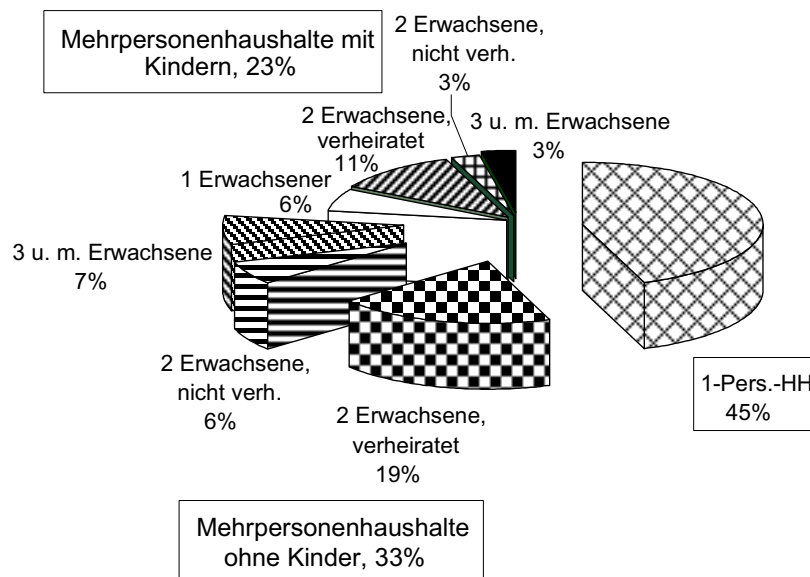 Mehrpersonenhaushalte mit
Kindern, 23%
2 Erwachsene,
nicht verh.
3%
2 Erwachsene,
verheiratet
11%
3 u. m. Erwachsene
3%
1 Erwachsener
6%
3 u. m. Erwachsene
7%
2 Erwachsene,
nicht verh.
6%
2 Erwachsene,
verheiratet
19%
1-Pers.-HH
45%
Mehrpersonenhaushalte
ohne Kinder, 33%